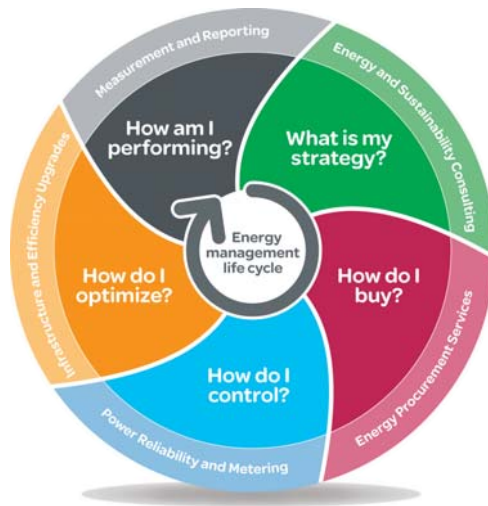 Measurement and Reporting
How am I
performing?
Energy and Sustainability Consulting
What is my
strategy?
Energy
management
life cycle
Infrastructure and Efficiency Upgrades
How do I
optimize?
How do I
buy?
Energy Procurement Services
How do I
control?
Power Reliability and Metering